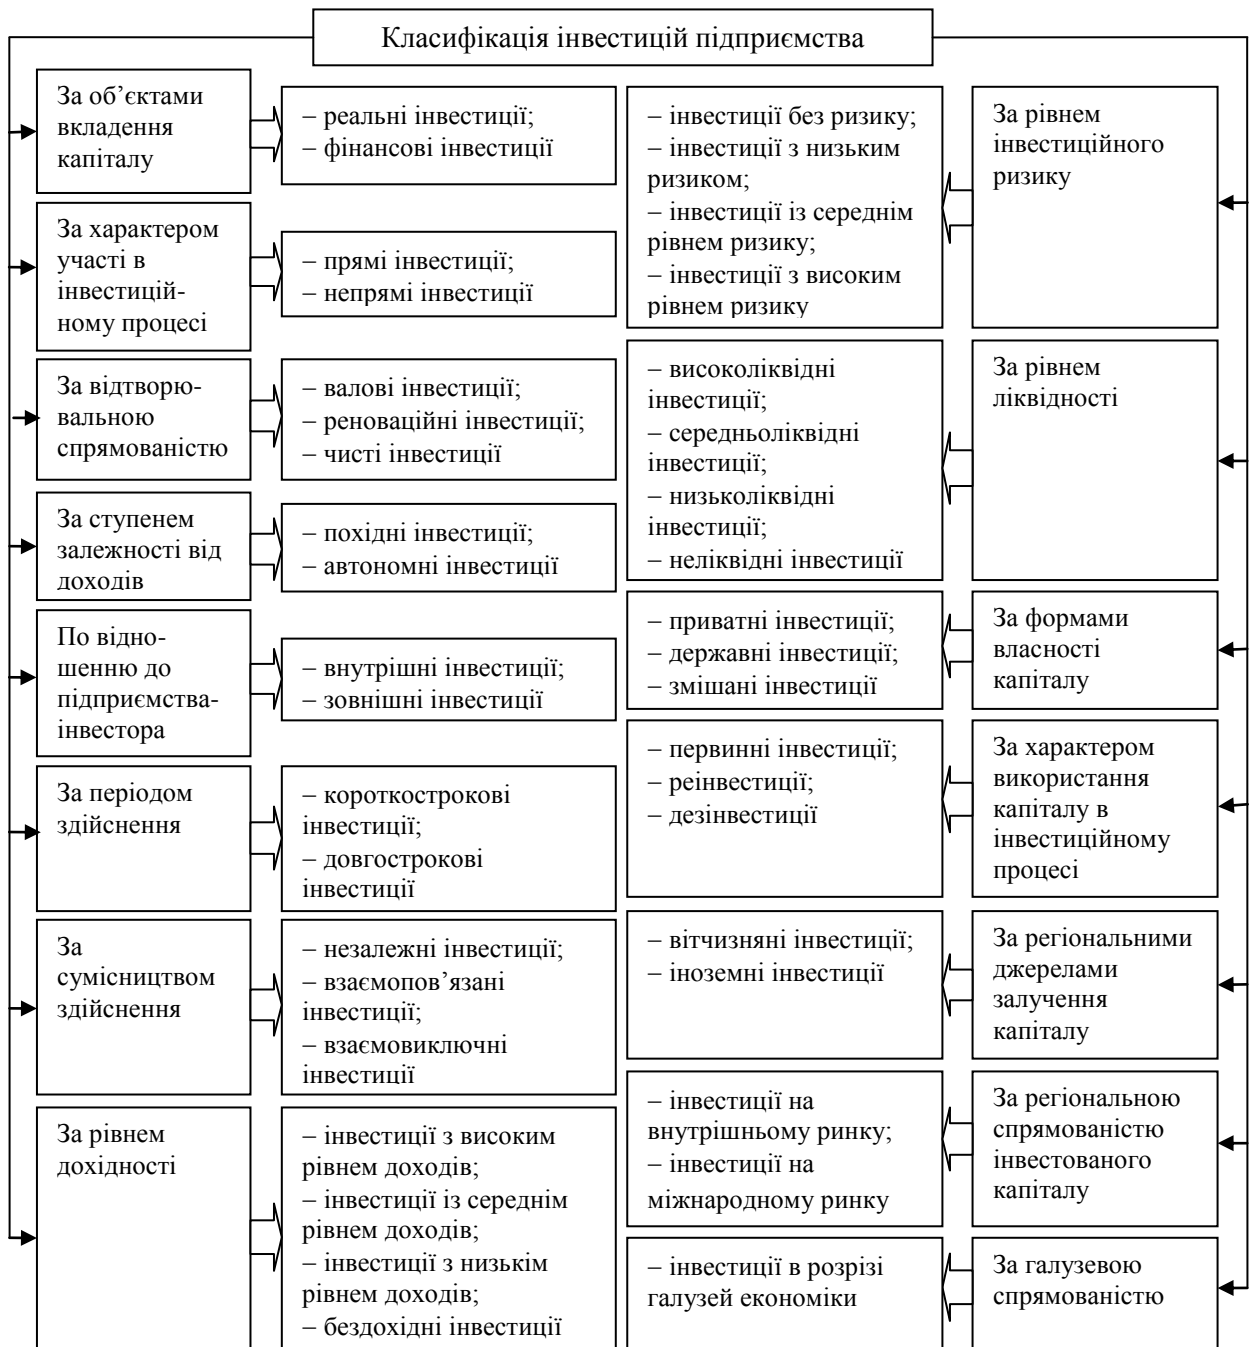 Класифікація інвестицій підприємства
За об’єктами
вкладення
капіталу
– реальні інвестиції;
– фінансові інвестиції
За характером
участі в
інвестицій-
ному процесі
– прямі інвестиції;
– непрямі інвестиції
За відтворю-
вальною
спрямованістю
– валові інвестиції;
– реноваційні інвестиції;
– чисті інвестиції
За ступенем
залежності від
доходів
– похідні інвестиції;
– автономні інвестиції
По відно-
шенню до
підприємства-
інвестора
– внутрішні інвестиції;
– зовнішні інвестиції
За періодом
здійснення
– короткострокові
інвестиції;
– довгострокові
інвестиції
За
сумісництвом
здійснення
– незалежні інвестиції;
– взаємопов’язані
інвестиції;
– взаємовиключні
інвестиції
За рівнем
дохідності
– інвестиції з високим
рівнем доходів;
– інвестиції із середнім
рівнем доходів;
– інвестиції з низькім
рівнем доходів;
– бездохідні інвестиції
– інвестиції без ризику;
– інвестиції з низьким
ризиком;
– інвестиції із середнім
рівнем ризику;
– інвестиції з високим
рівнем ризику
За рівнем
інвестиційного
ризику
– високоліквідні
інвестиції;
– середньоліквідні
інвестиції;
– низьколіквідні
інвестиції;
– неліквідні інвестиції
За рівнем
ліквідності
– приватні інвестиції;
– державні інвестиції;
– змішані інвестиції
За формами
власності
капіталу
– первинні інвестиції;
– реінвестиції;
– дезінвестиції
За характером
використання
капіталу в
інвестиційному
процесі
– вітчизняні інвестиції;
– іноземні інвестиції
За регіональними
джерелами
залучення
капіталу
– інвестиції на
внутрішньому ринку;
– інвестиції на
міжнародному ринку
За регіональною
спрямованістю
інвестованого
капіталу
– інвестиції в розрізі
галузей економіки
За галузевою
спрямованістю